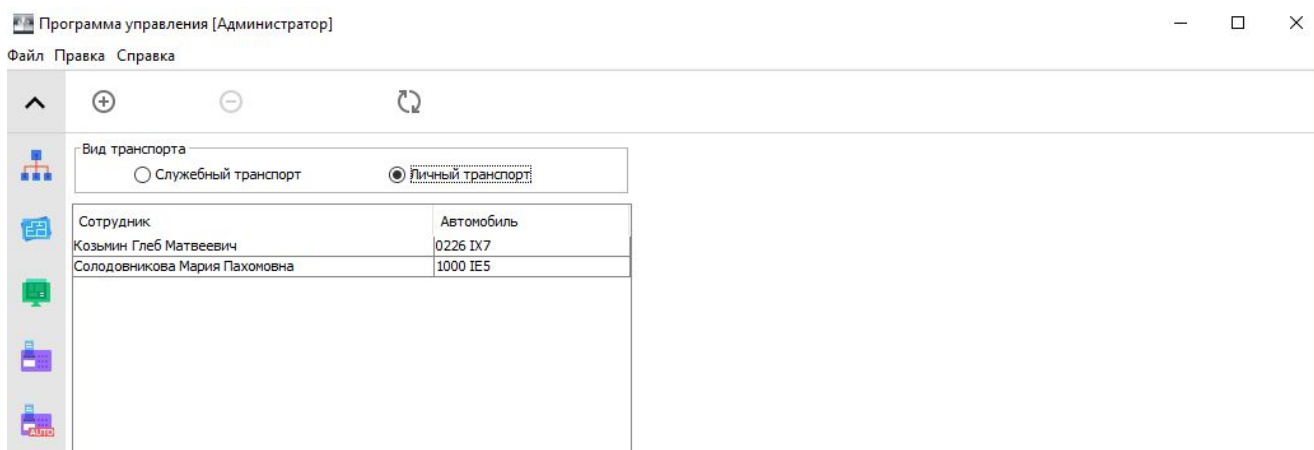 Программа управления [Администратор]
Файл Правка Справка
Вид транспорта
Служебный транспорт Личный транспорт
Сотрудник Автомобиль
Козьмин Глеб Матвеевич 0226 IX7
Солодовникова Мария Пахомовна 1000 IE5
AUTO